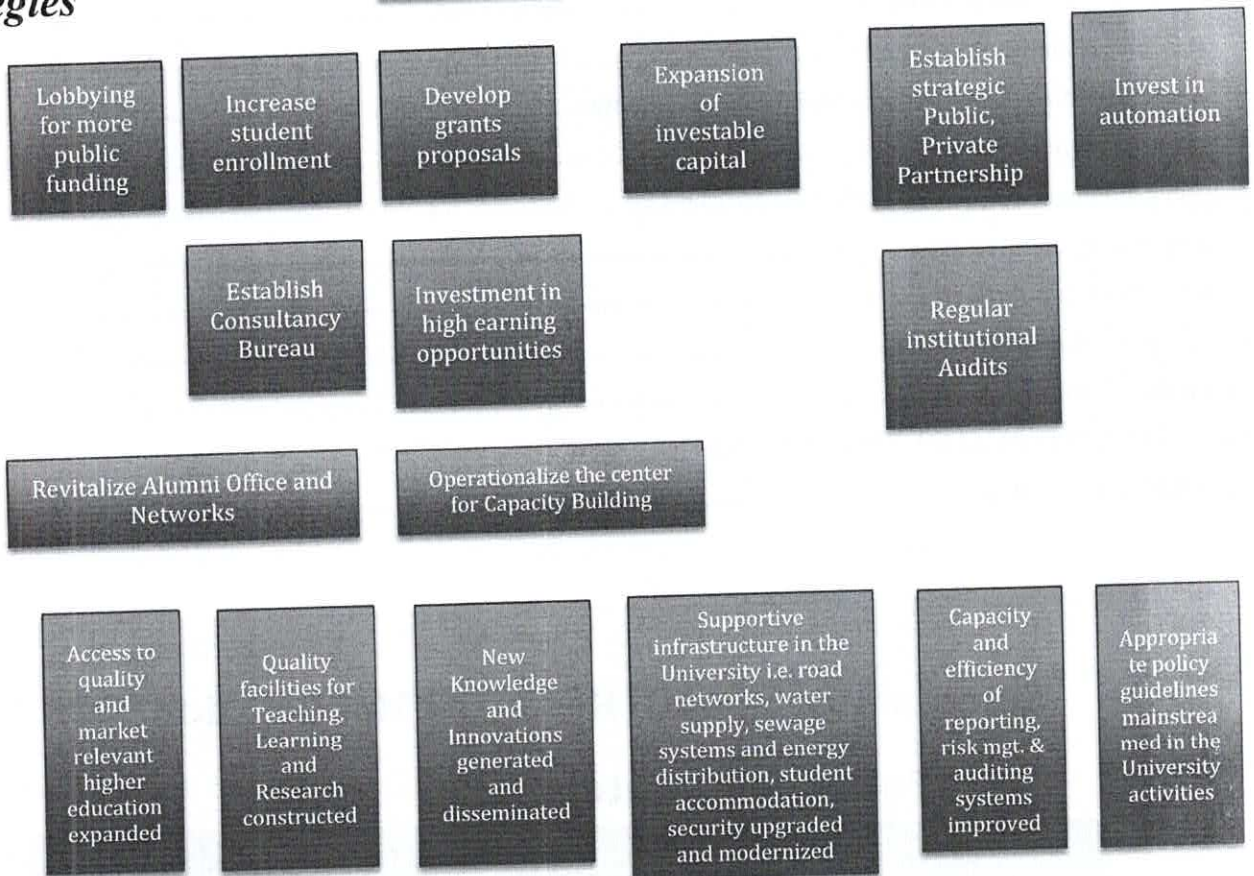 Lobbying
for more
public
funding
Increase
student
enrollment
Develop
grants
proposals
Expansion
of
investable
capital
Establish
strategic
Public,
Private
Partnership
Invest in
automation
Establish
Consultancy
Bureau
Investment in
high earning
opportunities
Regular
institutional
Audits
Revitalize Alumni Office and
Networks
Operationalize the center
for Capacity Building
Access to
quality
and
market
relevant
higher
education
expanded
Quality
facilities for
Teaching,
Learning
and
Research
constructed
New
Knowledge
and
Innovations
generated
and
disseminated
Supportive
infrastructure in the
University i.e. road
networks, water
supply, sewage
systems and energy
distribution, student
accommodation,
security upgraded
and modernized
Capacity
and
efficiency
of
reporting,
risk mgt. &
auditing
systems
improved
Appropria
te policy
guidelines
mainstrea
med in the
University
activities